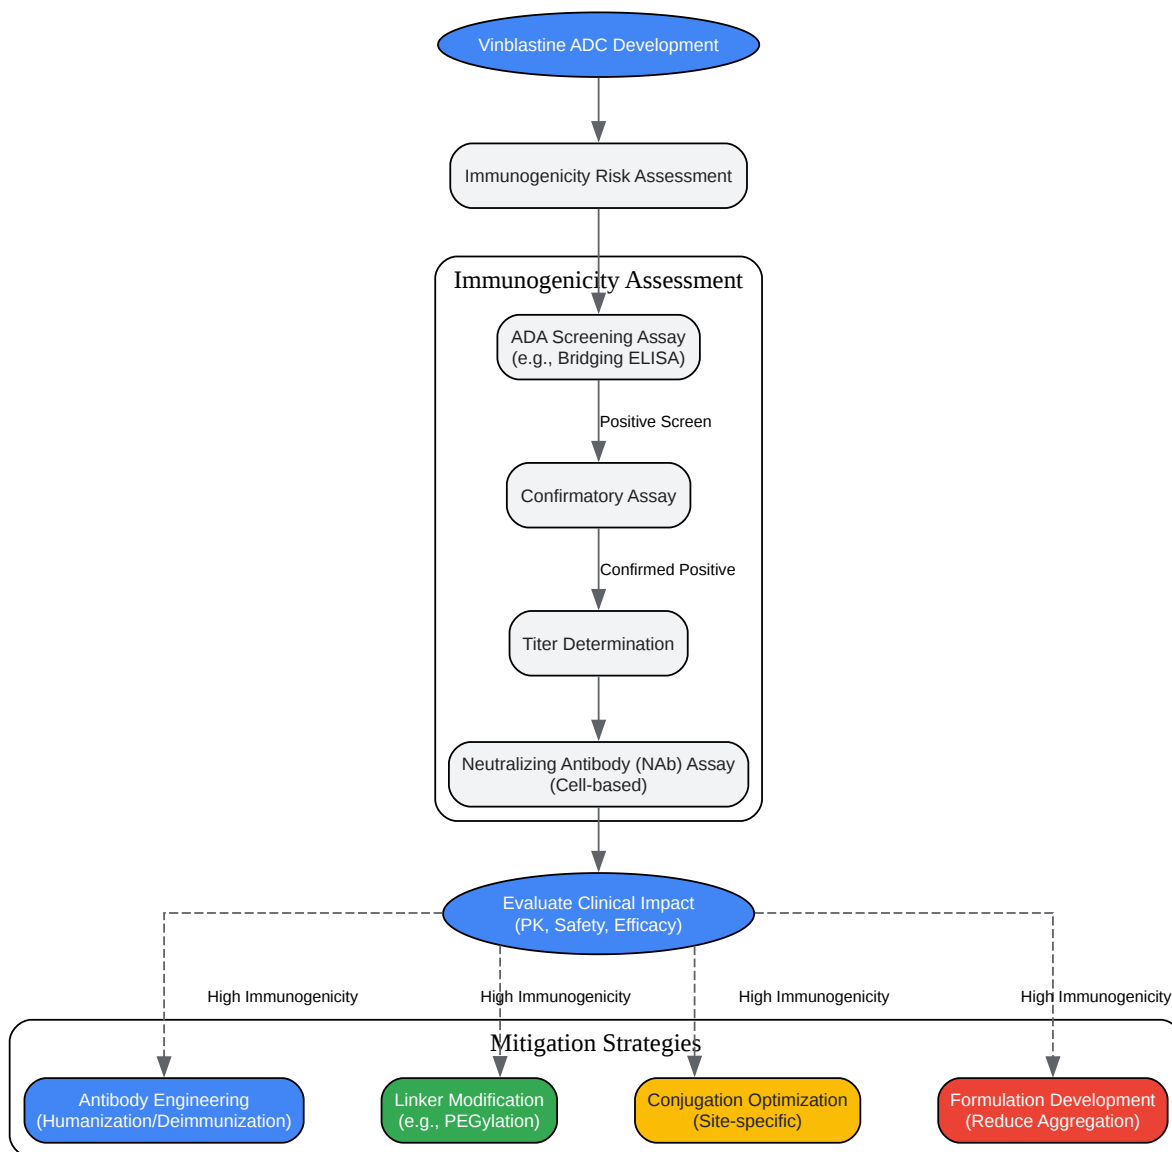 Vinblastine ADC Development
Immunogenicity Risk Assessment
Immunogenicity Assessment
ADA Screening Assay
(e.g., Bridging ELISA)
Positive Screen
Confirmatory Assay
Confirmed Positive
Titer Determination
Neutralizing Antibody (NAb) Assay
(Cell-based)
Evaluate Clinical Impact
(PK, Safety, Efficacy)
High Immunogenicity
High Immunogenicity
High Immunogenicity
High Immunogenicity
Mitigation Strategies
Antibody Engineering
(Humanization/Deimmunization)
Linker Modification
(e.g., PEGylation)
Conjugation Optimization
(Site-specific)
Formulation Development
(Reduce Aggregation)